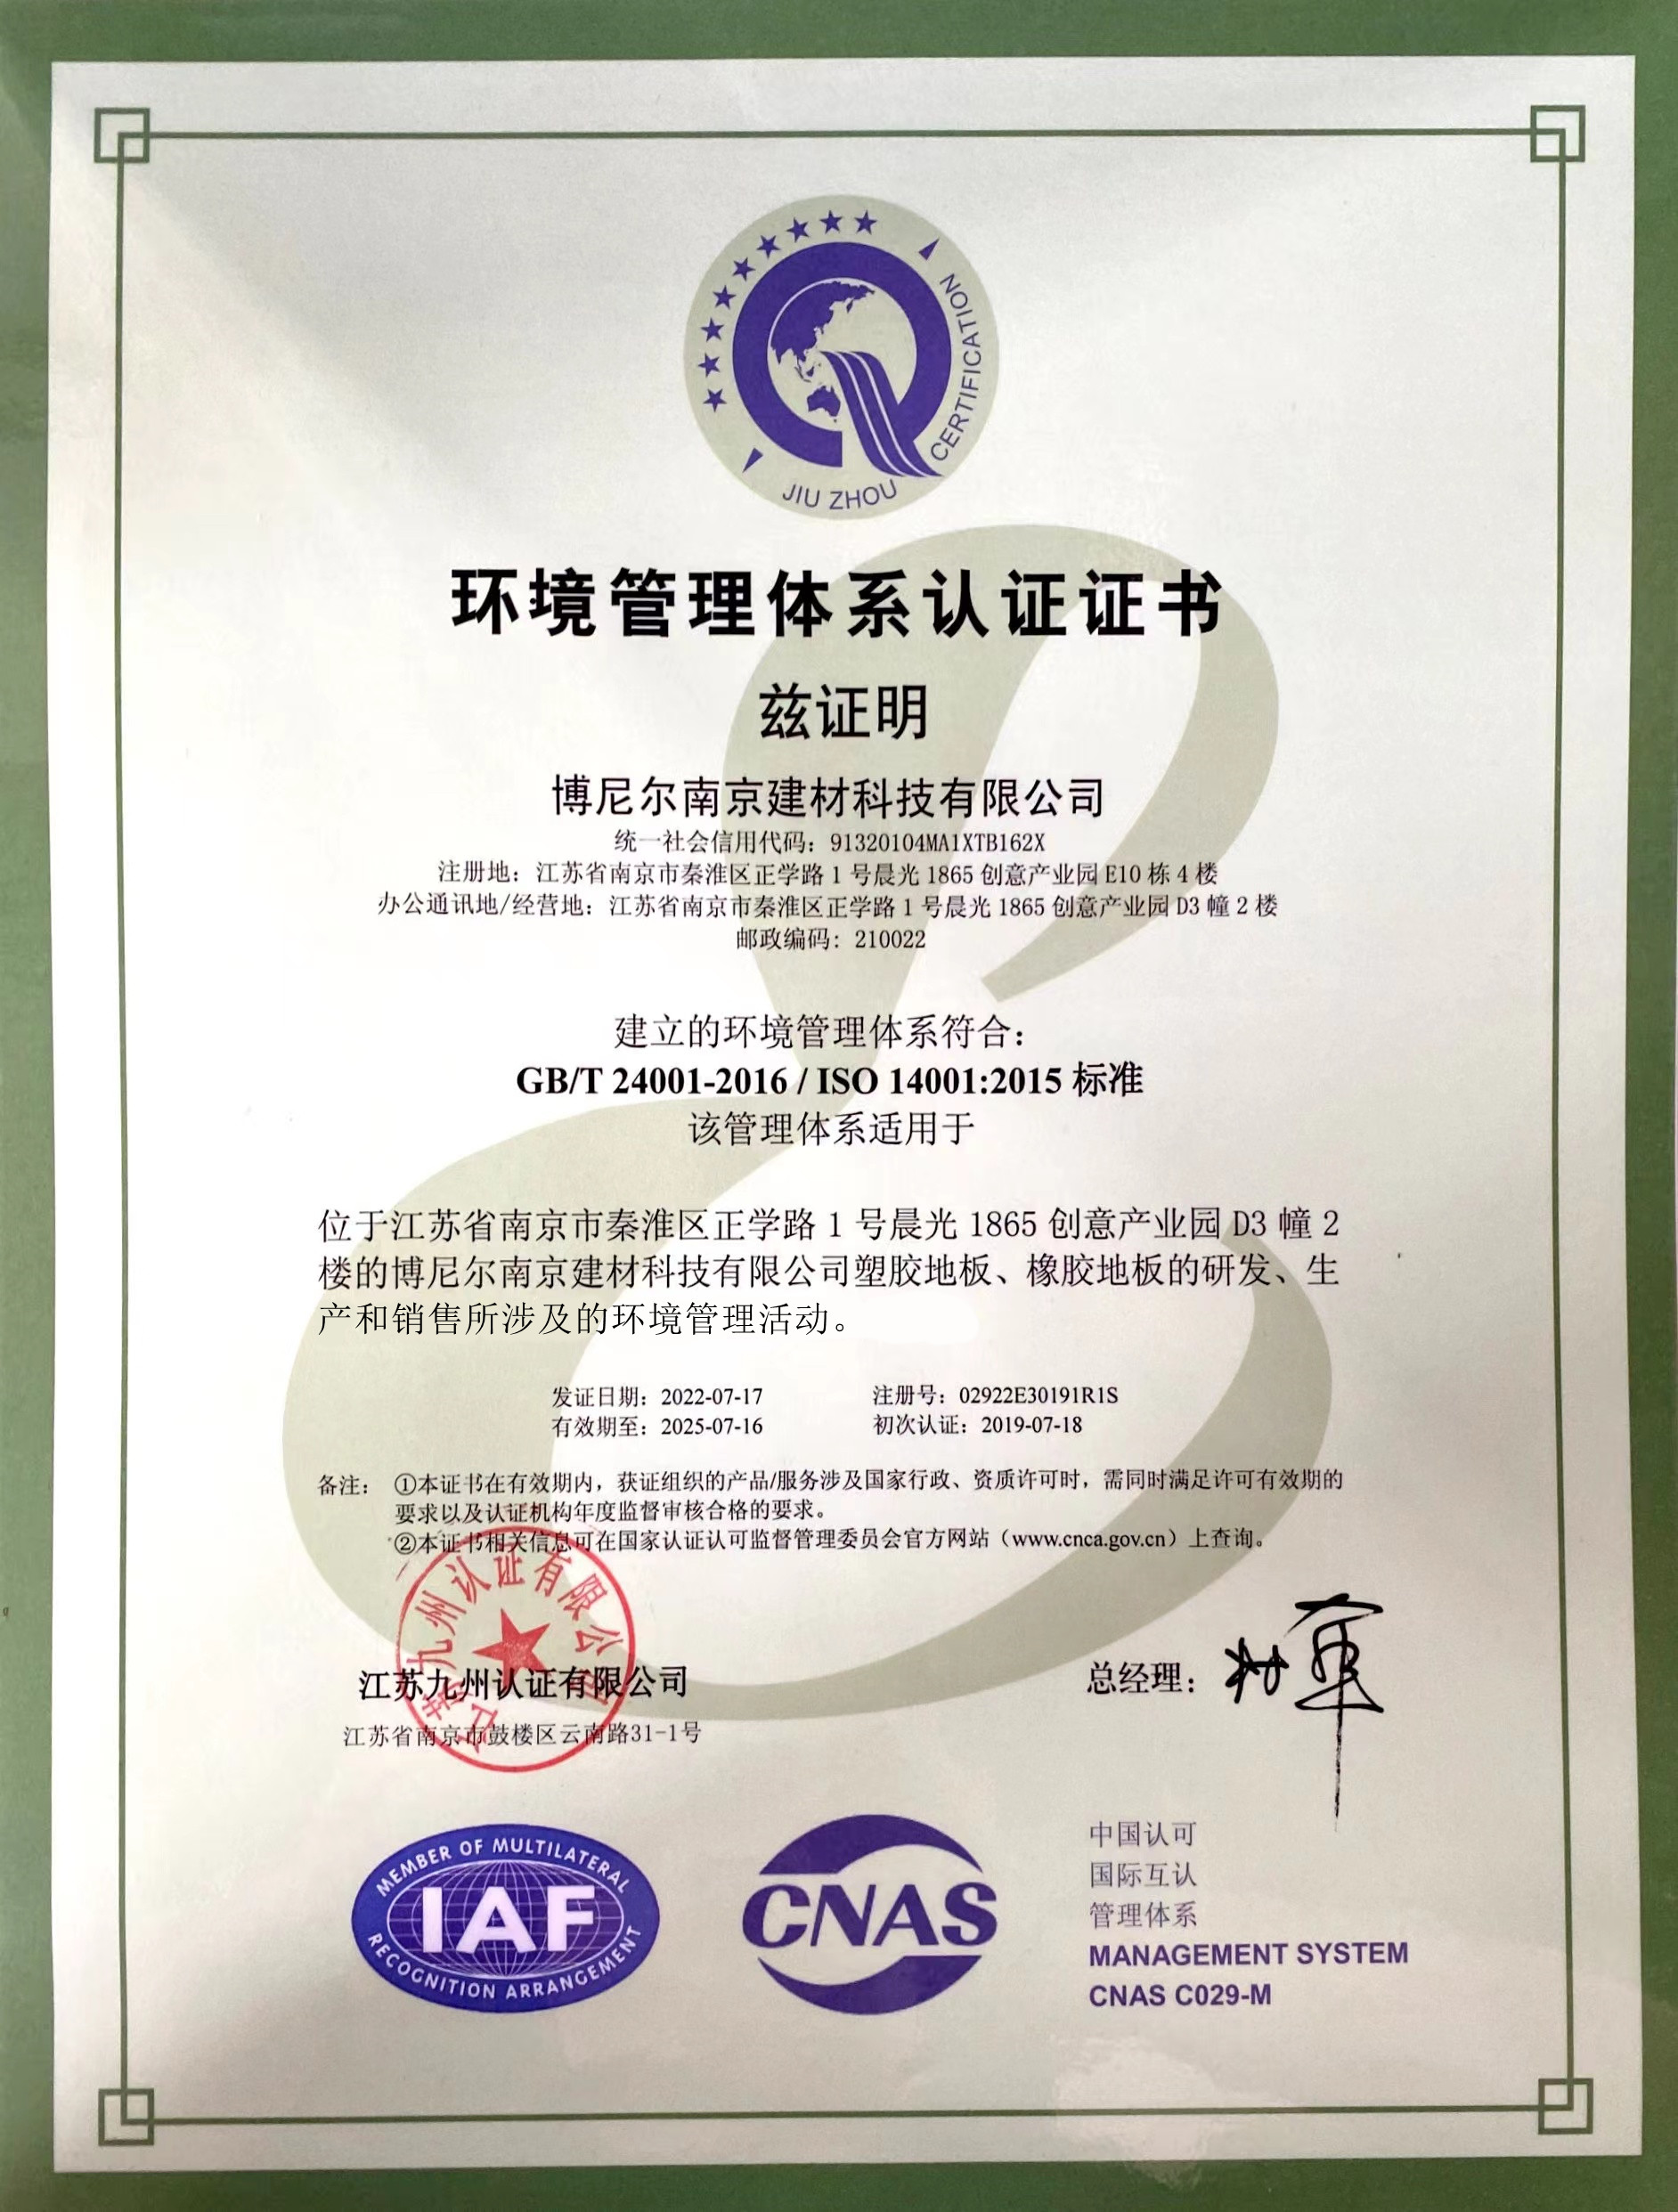 JIU ZHOU CERTIFICATION
环境管理体系认证证书
兹证明
博尼尔南京建材科技有限公司
统一社会信用代码：91320104MA1XTB162X
注册地：江苏省南京市秦淮区正学路 1 号晨光 1865 创意产业园 E10 栋 4 楼
办公通讯地/经营地：江苏省南京市秦淮区正学路 1 号晨光 1865 创意产业园 D3 幢 2 楼
邮政编码：210022
建立的环境管理体系符合：
GB/T 24001-2016 / ISO 14001:2015 标准
该管理体系适用于
位于江苏省南京市秦淮区正学路 1 号晨光 1865 创意产业园 D3 幢 2
楼的博尼尔南京建材科技有限公司塑胶地板、橡胶地板的研发、生
产和销售所涉及的环境管理活动。
发证日期：2022-07-17 注册号：02922E30191R1S
有效期至：2025-07-16 初次认证：2019-07-18
备注： ①本证书在有效期内，获证组织的产品/服务涉及国家行政、资质许可时，需同时满足许可有效期的
要求以及认证机构年度监督审核合格的要求。
②本证书相关信息可在国家认证认可监督管理委员会官方网站（www.cnca.gov.cn）上查询。
江苏九州认证有限公司
江苏九州认证有限公司
江苏省南京市鼓楼区云南路31-1号
总经理：
MEMBER OF MULTILATERAL
IAF
RECOGNITION ARRANGEMENT
CNAS
中国认可
国际互认
管理体系
MANAGEMENT SYSTEM
CNAS C029-M